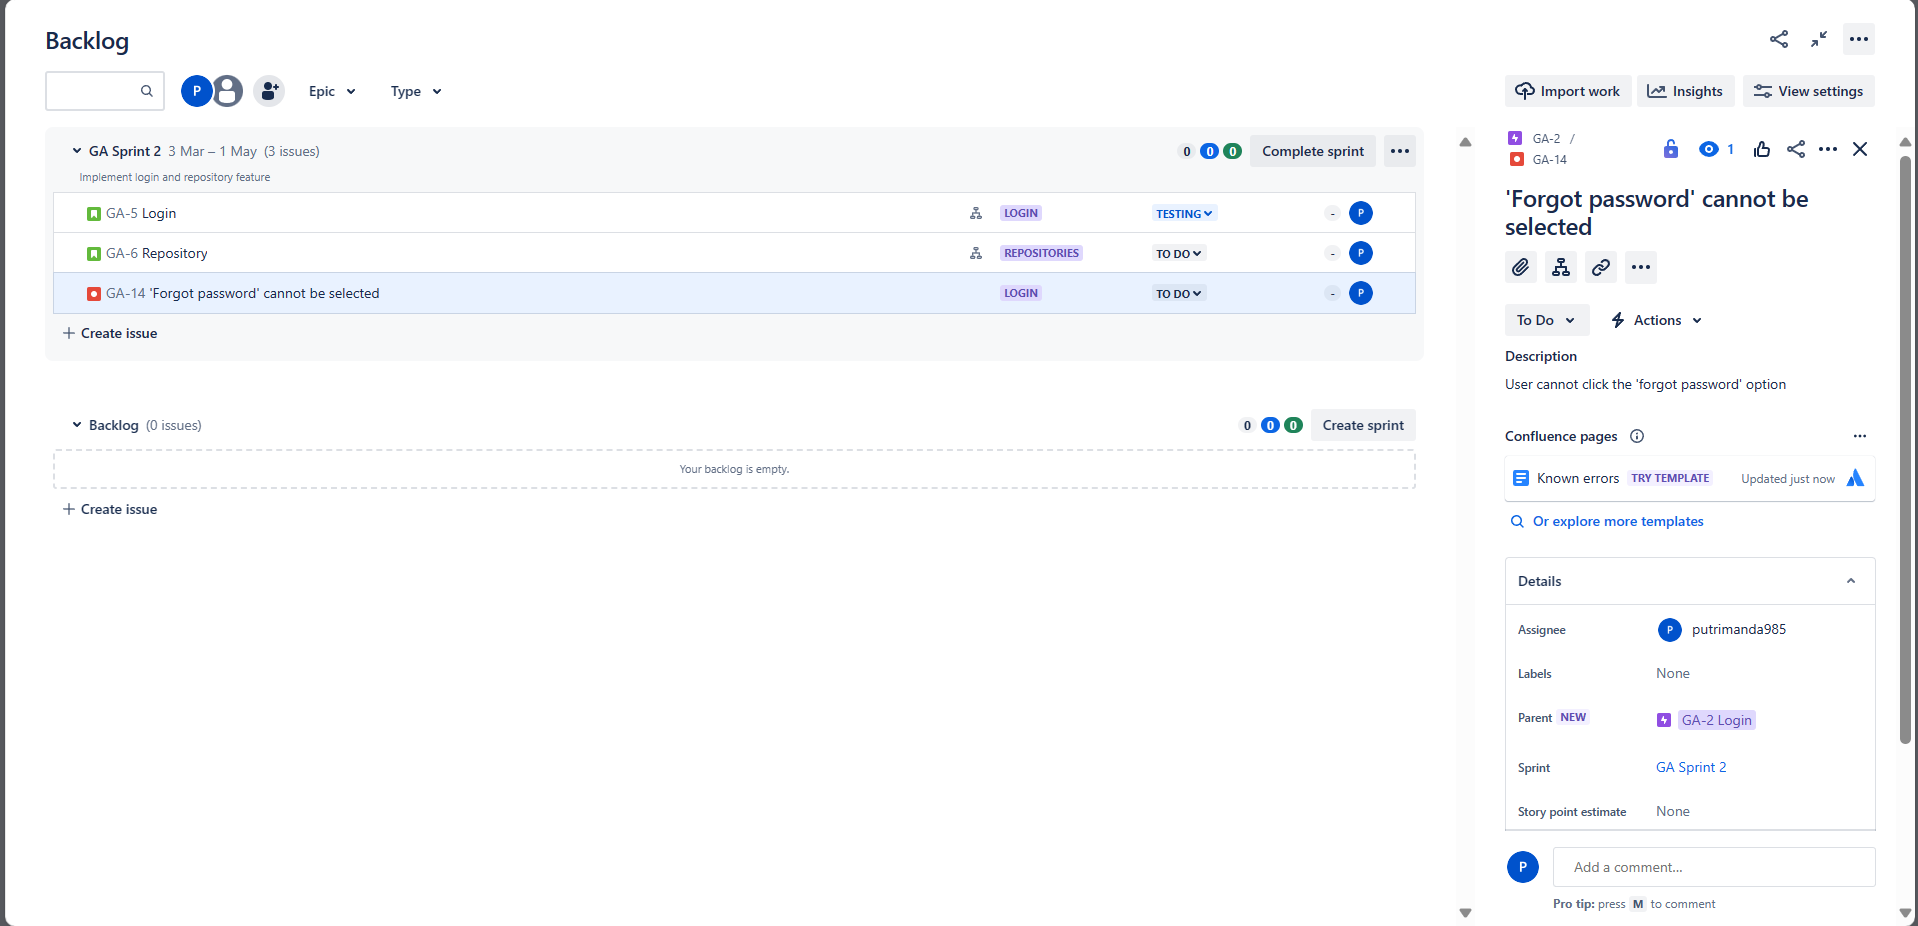 Backlog
P
Epic
Type
Import work
Insights
View settings
GA Sprint 2 3 Mar – 1 May (3 issues)
0 0 0 Complete sprint
Implement login and repository feature
GA-5 Login LOGIN TESTING - P
GA-6 Repository REPOSITORIES TO DO - P
GA-14 'Forgot password' cannot be selected LOGIN TO DO - P
Create issue
Backlog (0 issues)
0 0 0 Create sprint
Your backlog is empty.
Create issue
GA-2 /
GA-14
1
'Forgot password' cannot be
selected
To Do
Actions
Description
User cannot click the 'forgot password' option
Confluence pages
Known errors TRY TEMPLATE Updated just now
Or explore more templates
Details
Assignee P putrimanda985
Labels None
Parent NEW GA-2 Login
Sprint GA Sprint 2
Story point estimate None
P Add a comment...
Pro tip: press M to comment